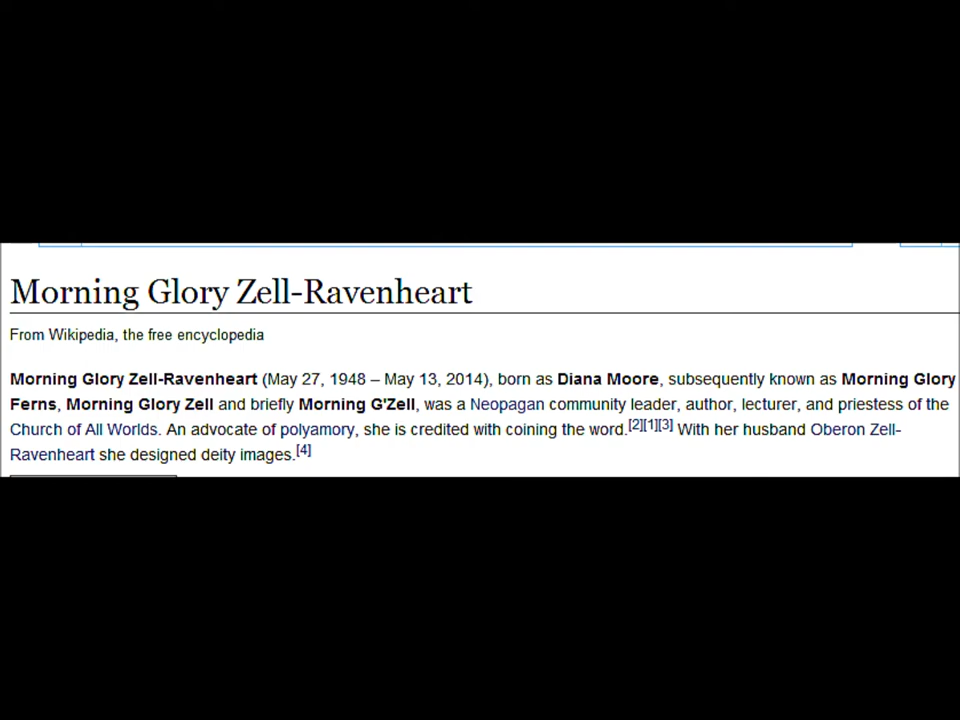 Morning Glory Zell-Ravenheart
From Wikipedia, the free encyclopedia
Morning Glory Zell-Ravenheart (May 27, 1948 – May 13, 2014), born as Diana Moore, subsequently known as Morning Glory
Ferns, Morning Glory Zell and briefly Morning G'Zell, was a Neopagan community leader, author, lecturer, and priestess of the
Church of All Worlds. An advocate of polyamory, she is credited with coining the word.[2][1][3] With her husband Oberon Zell-
Ravenheart she designed deity images.[4]